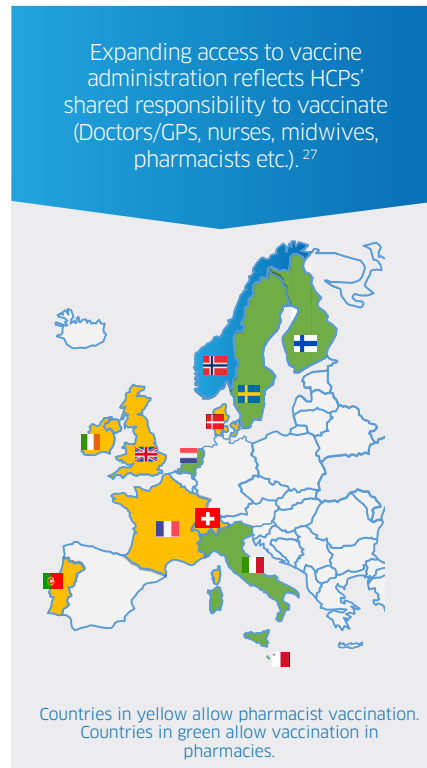 Expanding access to vaccine
administration reflects HCPs’
shared responsibility to vaccinate
(Doctors/GPs, nurses, midwives,
pharmacists etc.). 27
Countries in yellow allow pharmacist vaccination.
Countries in green allow vaccination in
pharmacies.